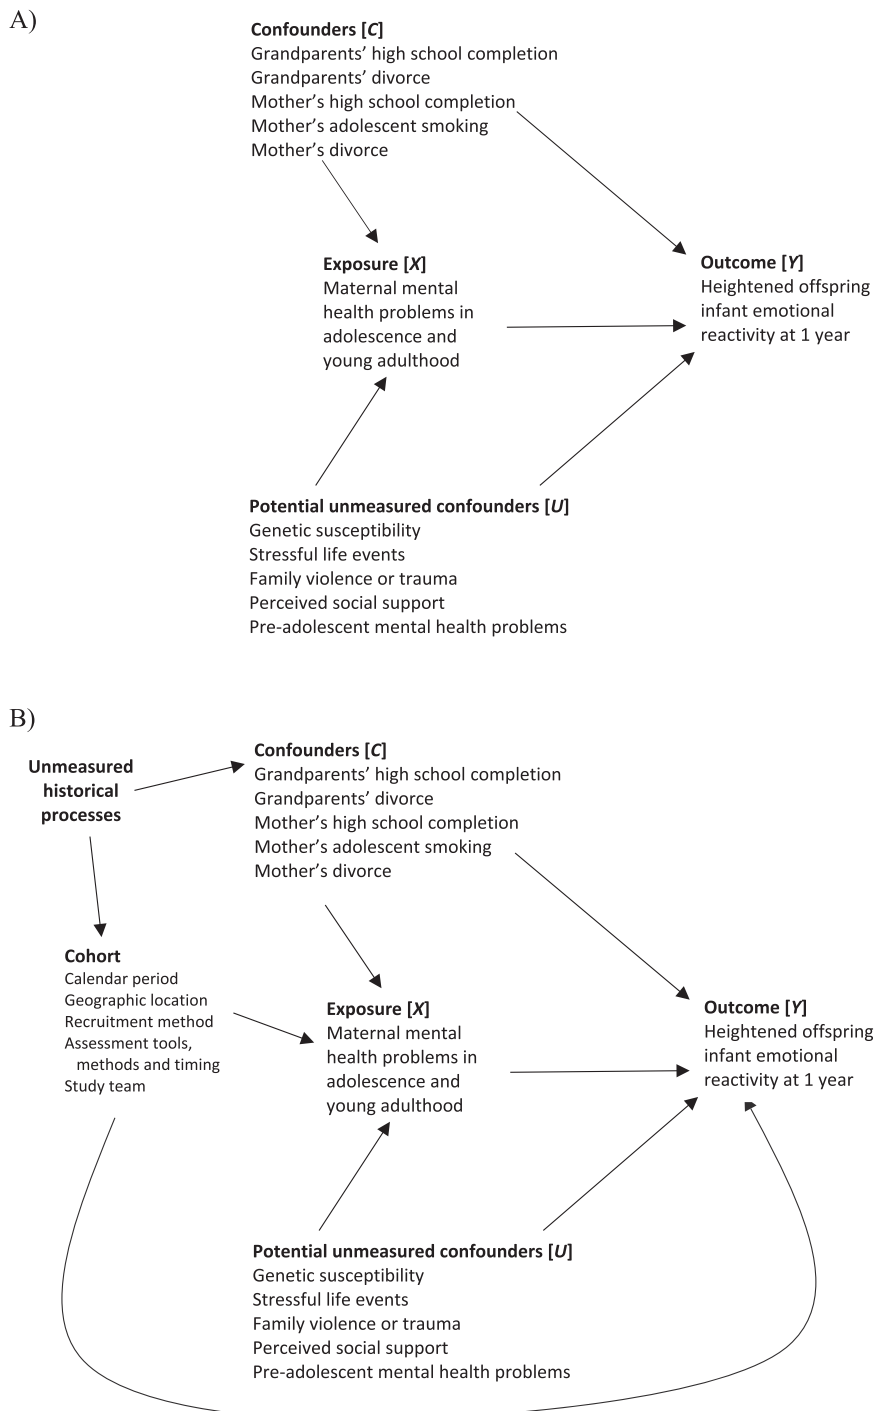 A)
Confounders [C]
Grandparents’ high school completion
Grandparents’ divorce
Mother’s high school completion
Mother’s adolescent smoking
Mother’s divorce
Exposure [X]
Maternal mental
health problems in
adolescence and
young adulthood
Outcome [Y]
Heightened offspring
infant emotional
reactivity at 1 year
Potential unmeasured confounders [U]
Genetic susceptibility
Stressful life events
Family violence or trauma
Perceived social support
Pre-adolescent mental health problems
B)
Unmeasured
historical
processes
Confounders [C]
Grandparents’ high school completion
Grandparents’ divorce
Mother’s high school completion
Mother’s adolescent smoking
Mother’s divorce
Cohort
Calendar period
Geographic location
Recruitment method
Assessment tools,
methods and timing
Study team
Exposure [X]
Maternal mental
health problems in
adolescence and
young adulthood
Outcome [Y]
Heightened offspring
infant emotional
reactivity at 1 year
Potential unmeasured confounders [U]
Genetic susceptibility
Stressful life events
Family violence or trauma
Perceived social support
Pre-adolescent mental health problems